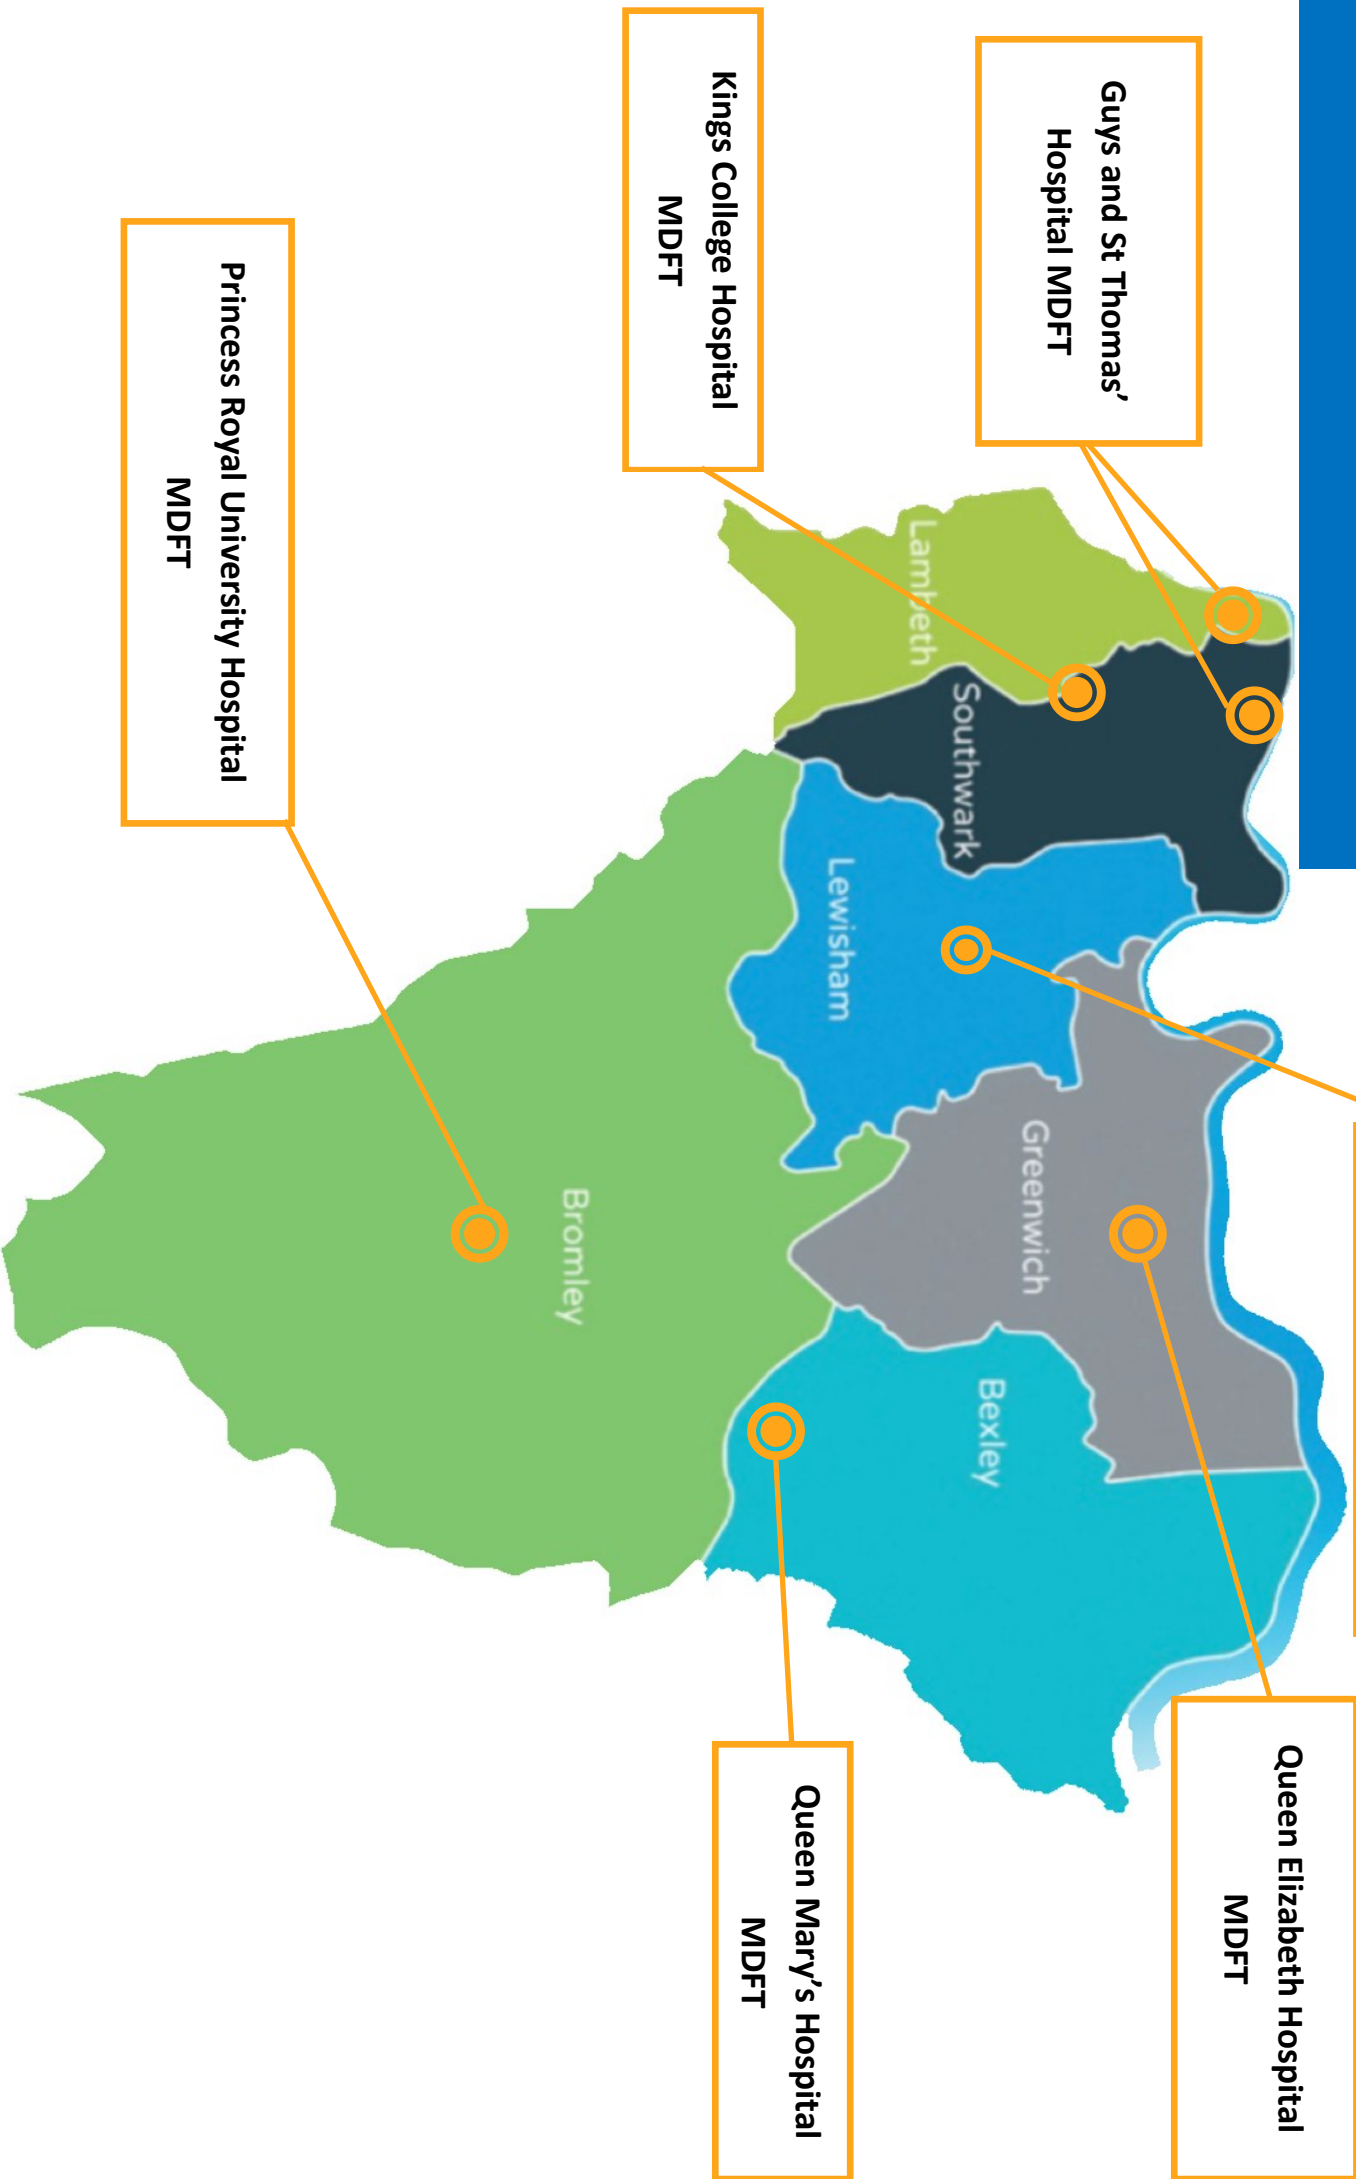 Guys and St Thomas’
Hospital MDFT
Queen Elizabeth Hospital
MDFT
Kings College Hospital
MDFT
Lambeth
Southwark
Lewisham
Greenwich
Bexley
Bromley
Queen Mary’s Hospital
MDFT
Princess Royal University Hospital
MDFT